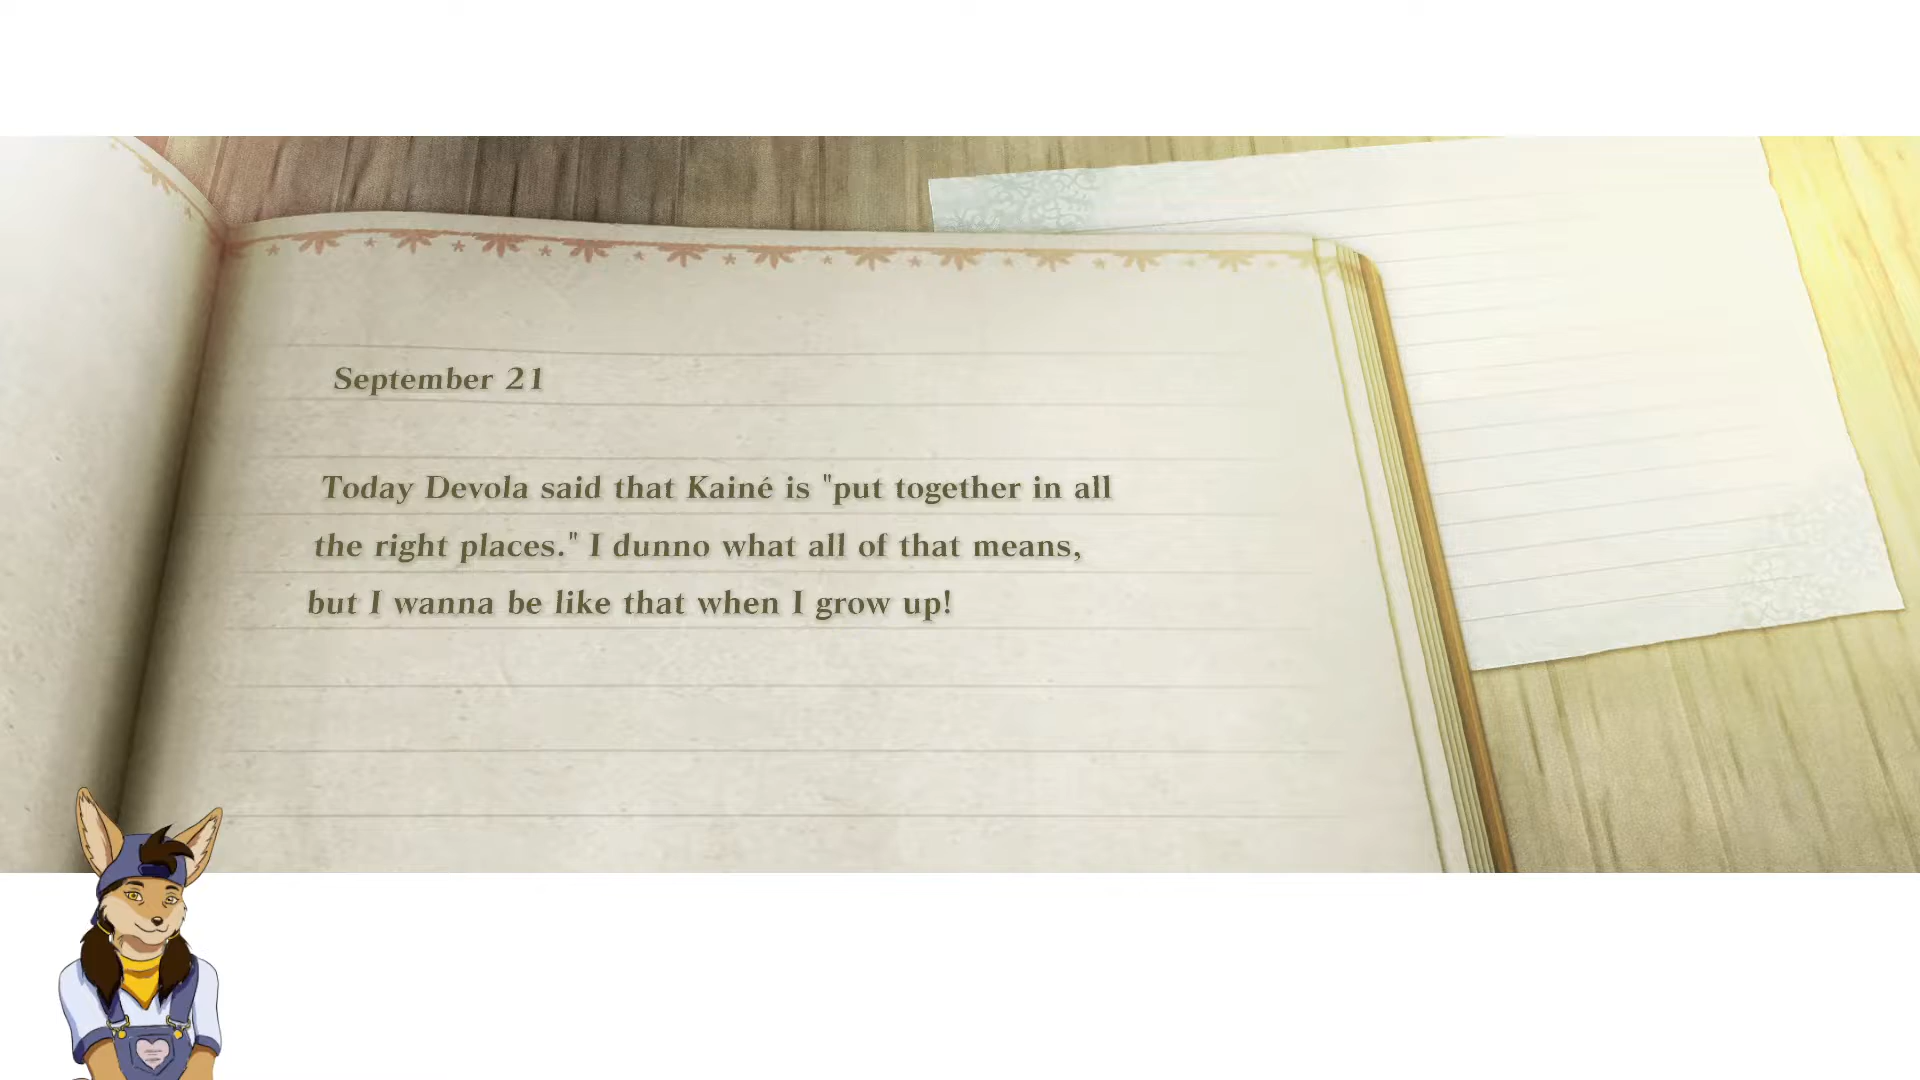 September 21
Today Devola said that Kainé is "put together in all
the right places." I dunno what all of that means,
but I wanna be like that when I grow up!